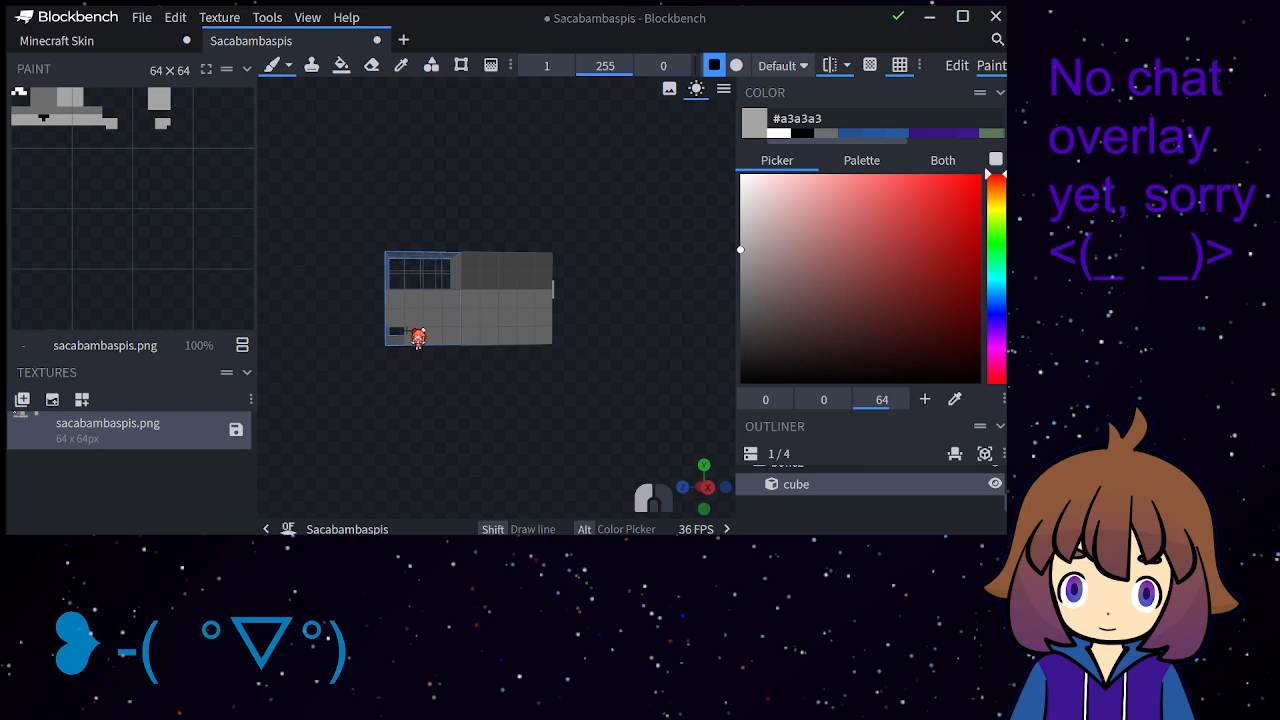 Blockbench File Edit Texture Tools View Help
Sacabambaspis - Blockbench
Minecraft Skin
Sacabambaspis
PAINT 64 × 64
1 255 0
Default
Edit Paint
COLOR
#a3a3a3
Picker Palette Both
- sacabambaspis.png 100%
TEXTURES
sacabambaspis.png
64 x 64px
0 0 64
OUTLINER
1/4
cube
Y
Z
X
Sacabambaspis
Shift Draw line Alt Color Picker 36 FPS
No chat
overlay
yet, sorry
<(_ _)>
❥-( °▽°)